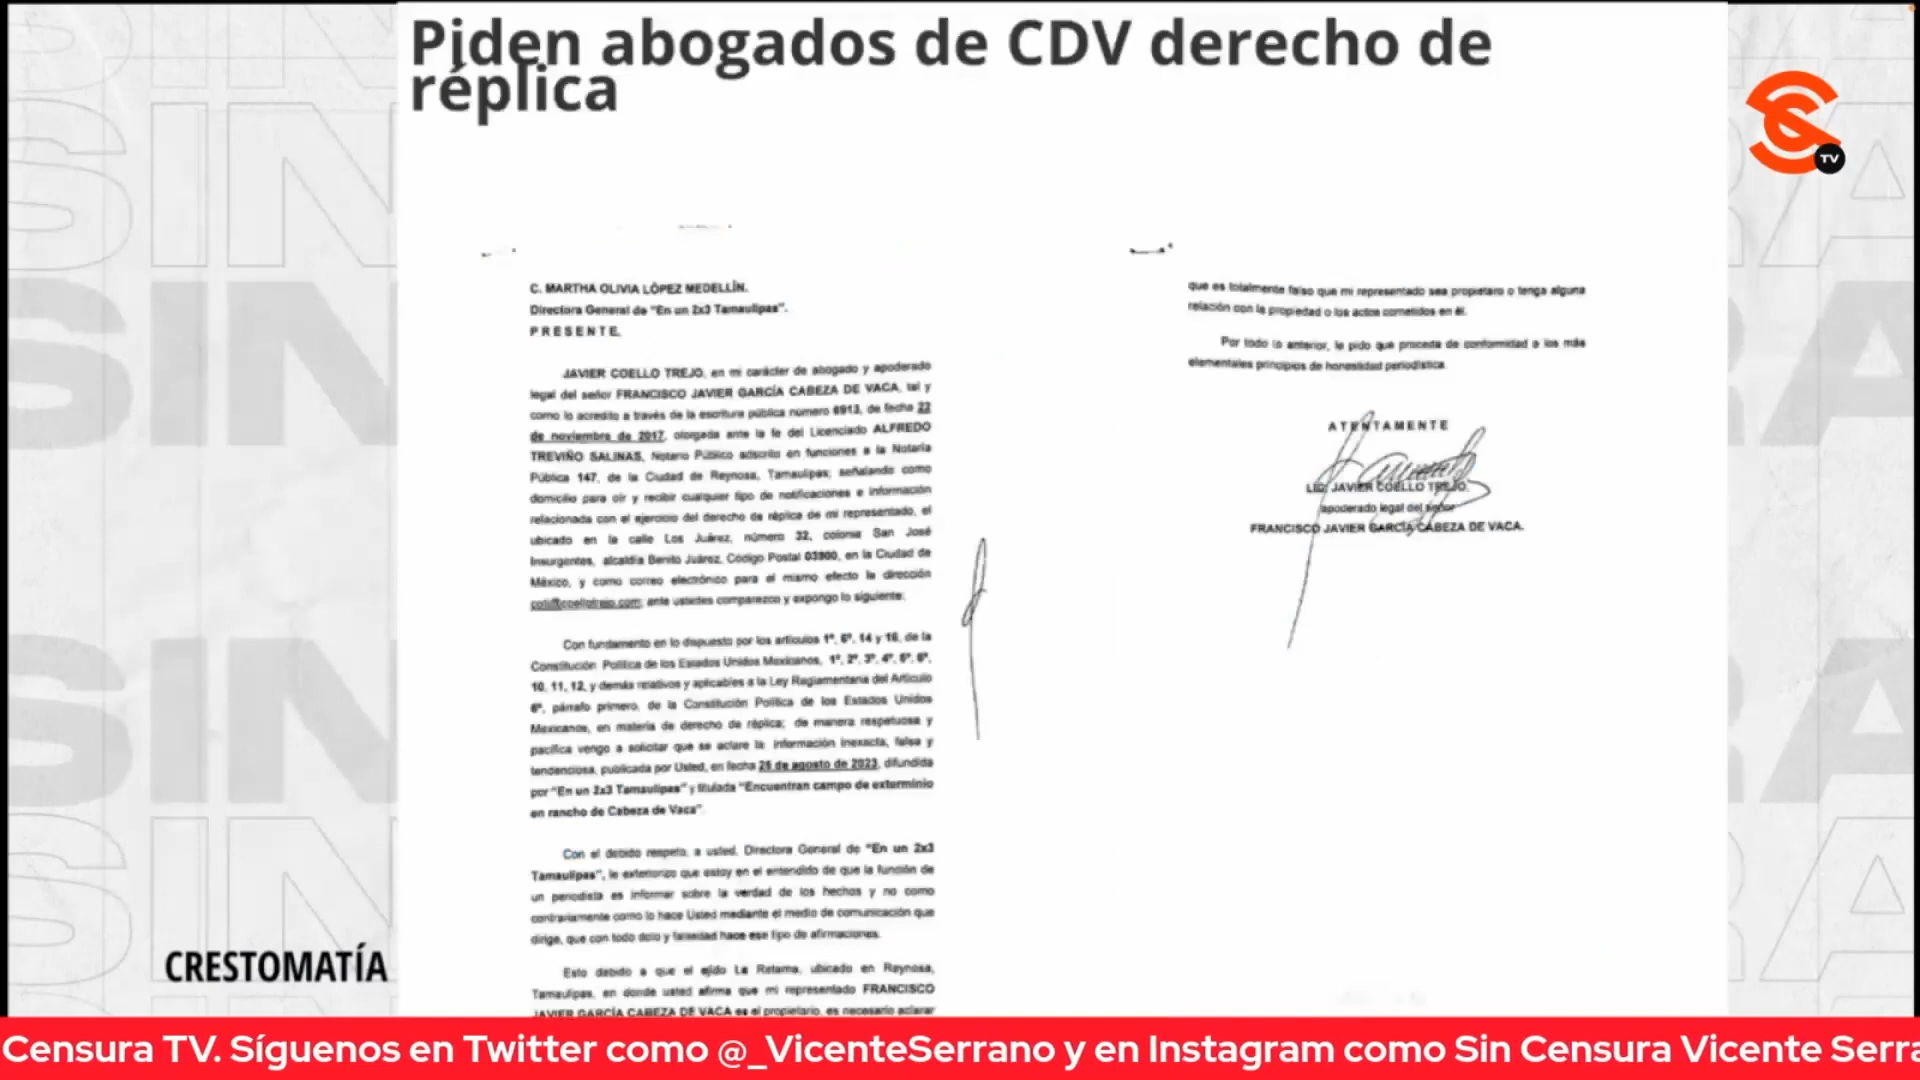 Piden abogados de CDV derecho de
réplica
TV
C. MARTHA OLIVIA LÓPEZ MEDELLÍN.
Directora General de "En un 2x3 Tamaulipas".
P R E S E N T E.
JAVIER COELLO TREJO, en mi carácter de abogado y apoderado
legal del señor FRANCISCO JAVIER GARCÍA CABEZA DE VACA, tal y
como lo acredito a través de la escritura pública número 6913, de fecha 22
de noviembre de 2017, otorgada ante la fe del Licenciado ALFREDO
TREVIÑO SALINAS, Notario Público adscrito en funciones a la Notaría
Pública 147, de la Ciudad de Reynosa, Tamaulipas; señalando como
domicilio para oír y recibir cualquier tipo de notificaciones e información
relacionada con el ejercicio del derecho de réplica de mi representado, el
ubicado en la calle Los Juárez, número 32, colonia San José
Insurgentes, alcaldía Benito Juárez, Código Postal 03900, en la Ciudad de
México, y como correo electrónico para el mismo efecto la dirección
ante ustedes comparezco y expongo lo siguiente:
Con fundamento en lo dispuesto por los artículos 1º, 6º, 14 y 16, de la
Constitución Política de los Estados Unidos Mexicanos, 1º, 2º, 3º, 4º, 5º, 6º,
10, 11, 12, y demás relativos y aplicables a la Ley Reglamentaria del Artículo
6º, párrafo primero, de la Constitución Política de los Estados Unidos
Mexicanos, en materia de derecho de réplica; de manera respetuosa y
pacífica vengo a solicitar que se aclare la información inexacta, falsa y
tendenciosa, publicada por Usted, en fecha 26 de agosto de 2023, difundida
por "En un 2x3 Tamaulipas" y titulada "Encuentran campo de exterminio
en rancho de Cabeza de Vaca".
Con el debido respeto, a usted, Directora General de "En un 2x3
Tamaulipas", le exteriorizo que estoy en el entendido de que la función de
un periodista es informar sobre la verdad de los hechos y no como
contrariamente como lo hace Usted mediante el medio de comunicación que
dirige, que con todo dolo y falsedad hace ese tipo de afirmaciones.
Esto debido a que el ejido La Retama, ubicado en Reynosa,
Tamaulipas, en donde usted afirma que mi representado FRANCISCO
JAVIER GARCÍA CABEZA DE VACA es el propietario, es necesario aclarar
que es totalmente falso que mi representado sea propietaro o tenga alguna
relación con la propiedad o los actos cometidos en él.
Por todo lo anterior, le pido que proceda de conformidad a los más
elementales principios de honestidad periodística.
A T E N T A M E N T E
LIC. JAVIER COELLO TREJO.
apoderado legal del señor
FRANCISCO JAVIER GARCÍA CABEZA DE VACA.
CRESTOMATÍA
Censura TV. Síguenos en Twitter como @_VicenteSerrano y en Instagram como Sin Censura Vicente Serra